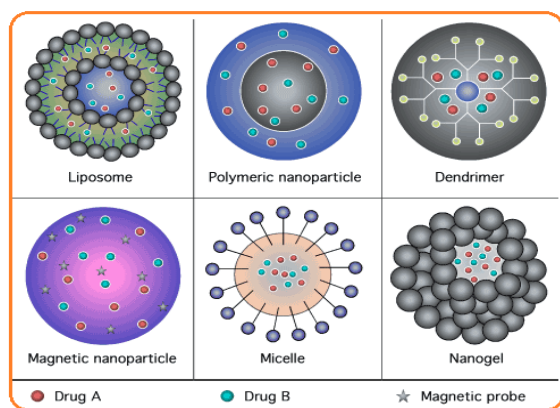 Liposome
Polymeric nanoparticle
Dendrimer
Magnetic nanoparticle
Micelle
Nanogel
Drug A
Drug B
Magnetic probe